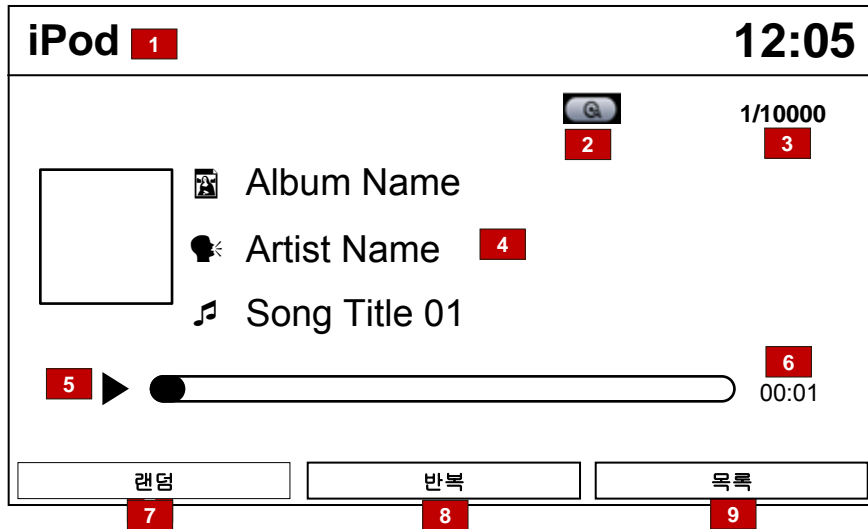 iPod 1 12:05
1/10000
2 3
Album Name
Artist Name 4
Song Title 01
6
5
00:01
랜덤 반복 목록
7 8 9